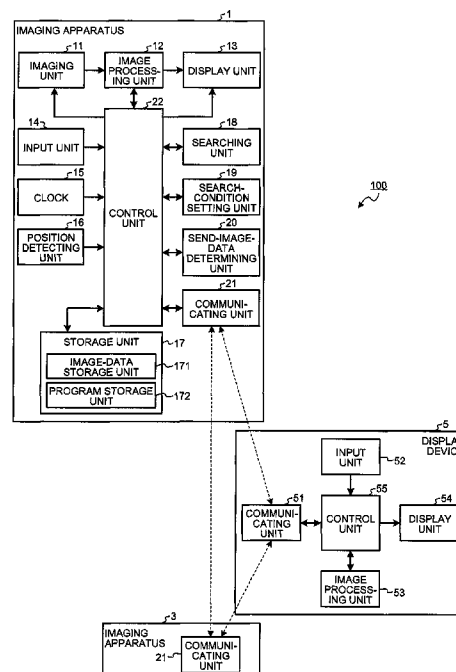 1
IMAGING APPARATUS
11
12
13
IMAGING
UNIT
IMAGE
PROCESS-
ING UNIT
DISPLAY UNIT
22
14
18
INPUT UNIT
SEARCHING
UNIT
15
19
CLOCK
CONTROL
UNIT
SEARCH-
CONDITION
SETTING UNIT
16
20
POSITION
DETECTING
UNIT
SEND-IMAGE-
DATA
DETERMINING
UNIT
21
COMMUNI-
CATING UNIT
17
STORAGE UNIT
IMAGE-DATA
STORAGE UNIT
171
PROGRAM STORAGE
UNIT
172
100
5
DISPLAY
DEVICE
INPUT
UNIT
52
51
55
54
COMMUNI-
CATING
UNIT
CONTROL
UNIT
DISPLAY
UNIT
IMAGE
PROCESS-
ING UNIT
53
3
IMAGING
APPARATUS
21
COMMUNI-
CATING
UNIT